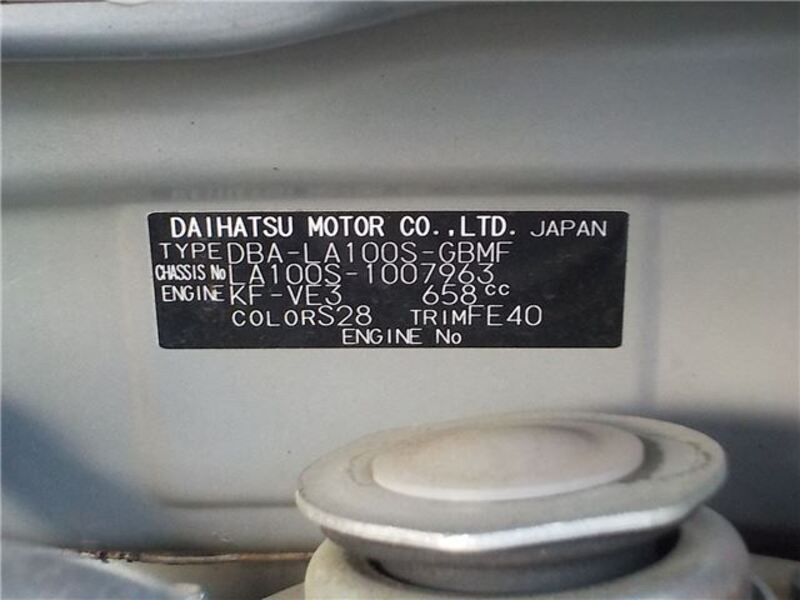 DAIHATSU MOTOR CO.,LTD. JAPAN
TYPE DBA-LA100S-GBMF
CHASSIS No LA100S-1007963
ENGINE KF-VE3 658cc
COLOR S28 TRIM FE40
ENGINE No